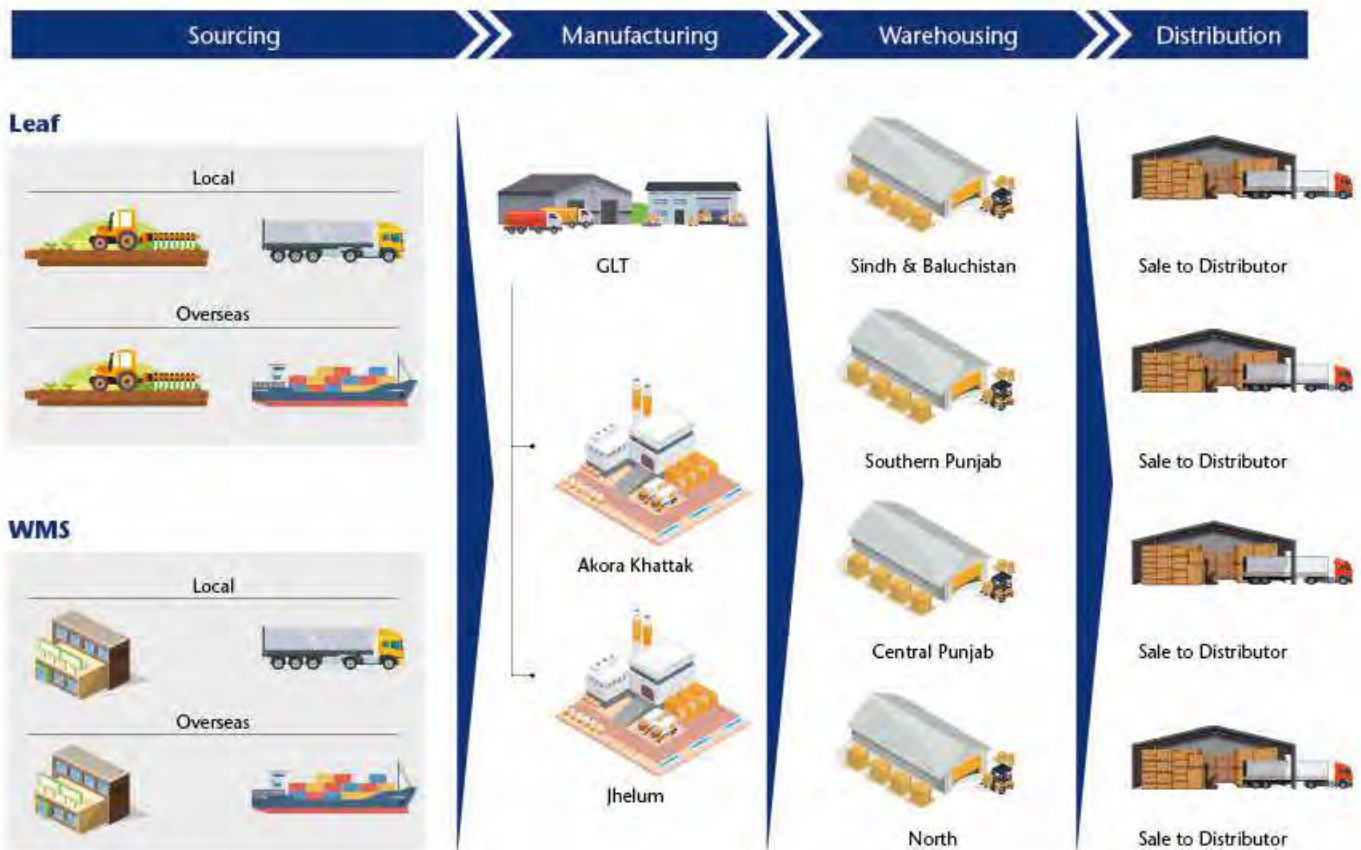 Sourcing
Manufacturing
Warehousing
Distribution
Leaf
Local
Overseas
WMS
Local
Overseas
GLT
Akora Khattak
Jhelum
Sindh & Baluchistan
Southern Punjab
Central Punjab
North
Sale to Distributor
Sale to Distributor
Sale to Distributor
Sale to Distributor